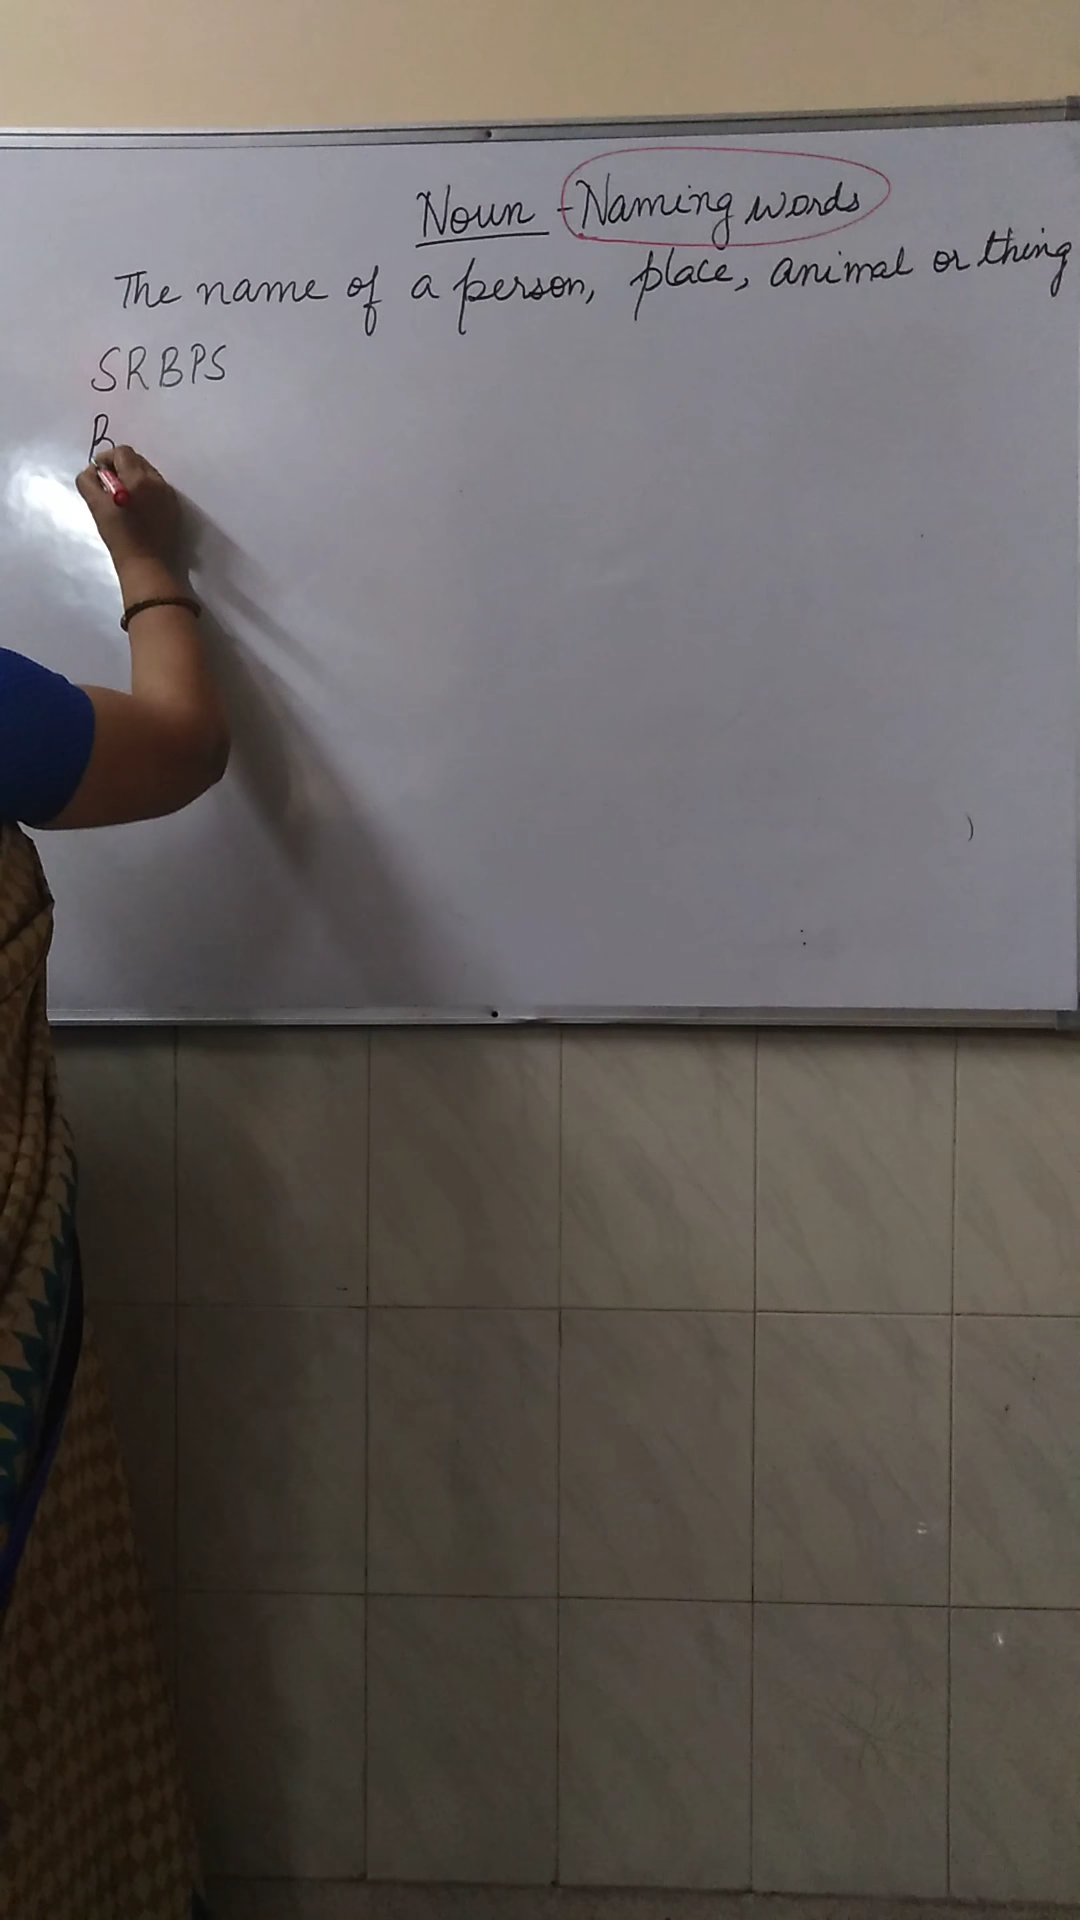 Noun - Naming words
The name of a person, place, animal or thing
SRBPS
B